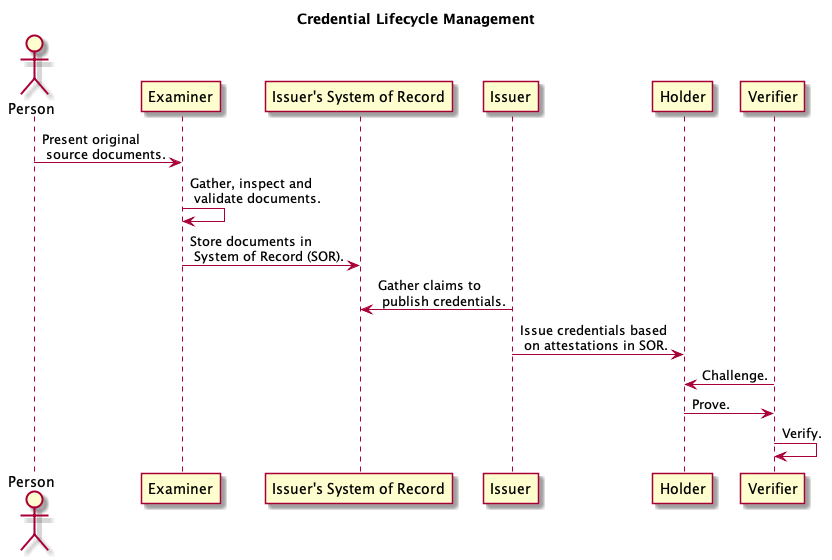 Credential Lifecycle Management
Person
Examiner
Issuer's System of Record
Issuer
Holder
Verifier
Present original
source documents.
Gather, inspect and
validate documents.
Store documents in
System of Record (SOR).
Gather claims to
publish credentials.
Issue credentials based
on attestations in SOR.
Challenge.
Prove.
Verify.
Person
Examiner
Issuer's System of Record
Issuer
Holder
Verifier